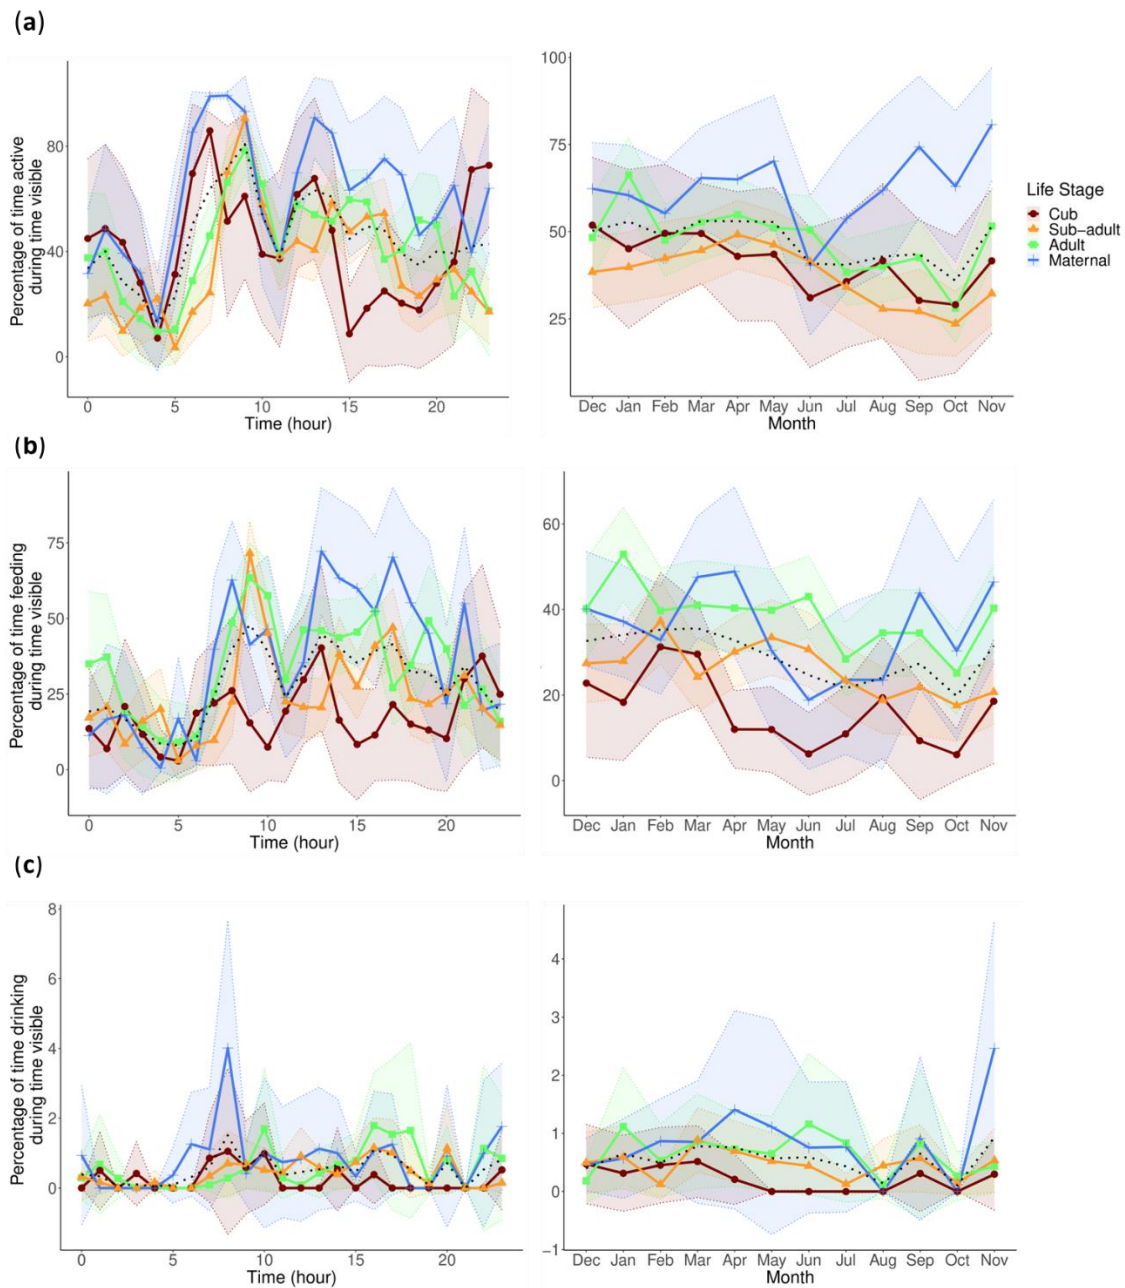 (a)
Percentage of time active
during time visible
80
40
0
0 5 10 15 20
Time (hour)
100
75
50
25
Dec Jan Feb Mar Apr May Jun Jul Aug Sep Oct Nov
Month
Life Stage
Cub
Sub-adult
Adult
Maternal
(b)
Percentage of time feeding
during time visible
75
50
25
0
0 5 10 15 20
Time (hour)
60
40
20
0
Dec Jan Feb Mar Apr May Jun Jul Aug Sep Oct Nov
Month
(c)
Percentage of time drinking
during time visible
8
6
4
2
0
0 5 10 15 20
Time (hour)
4
3
2
1
0
−1
Dec Jan Feb Mar Apr May Jun Jul Aug Sep Oct Nov
Month